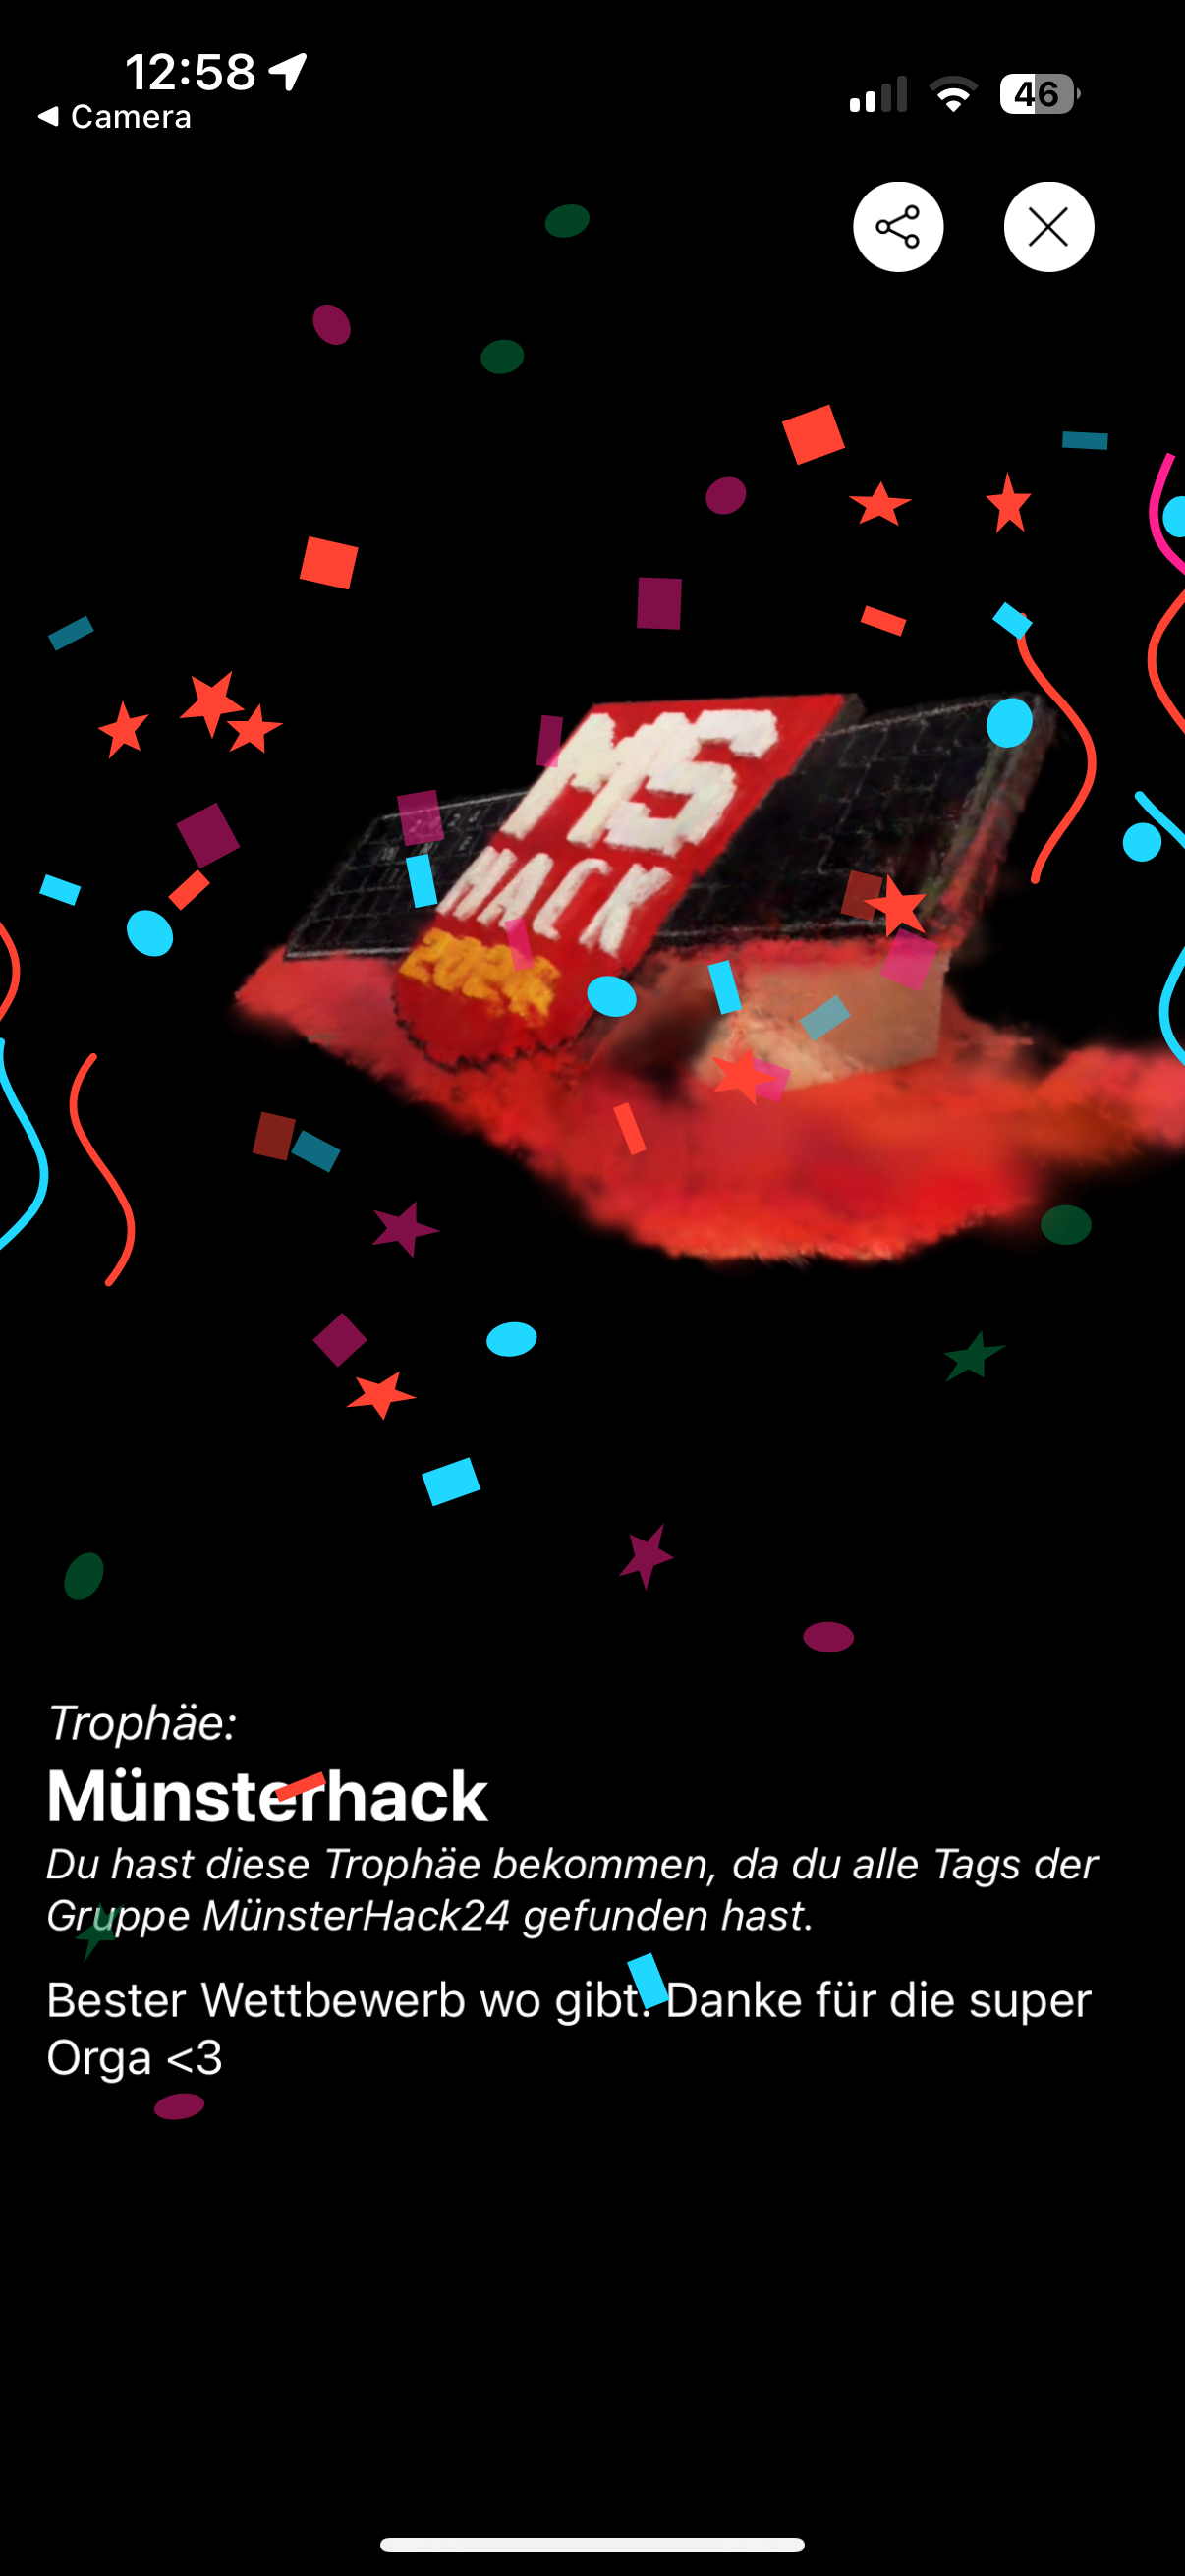 12:58
Camera
46
MS
HACK
2024
Trophäe:
Münsterhack
Du hast diese Trophäe bekommen, da du alle Tags der
Gruppe MünsterHack24 gefunden hast.
Bester Wettbewerb wo gibt! Danke für die super
Orga <3